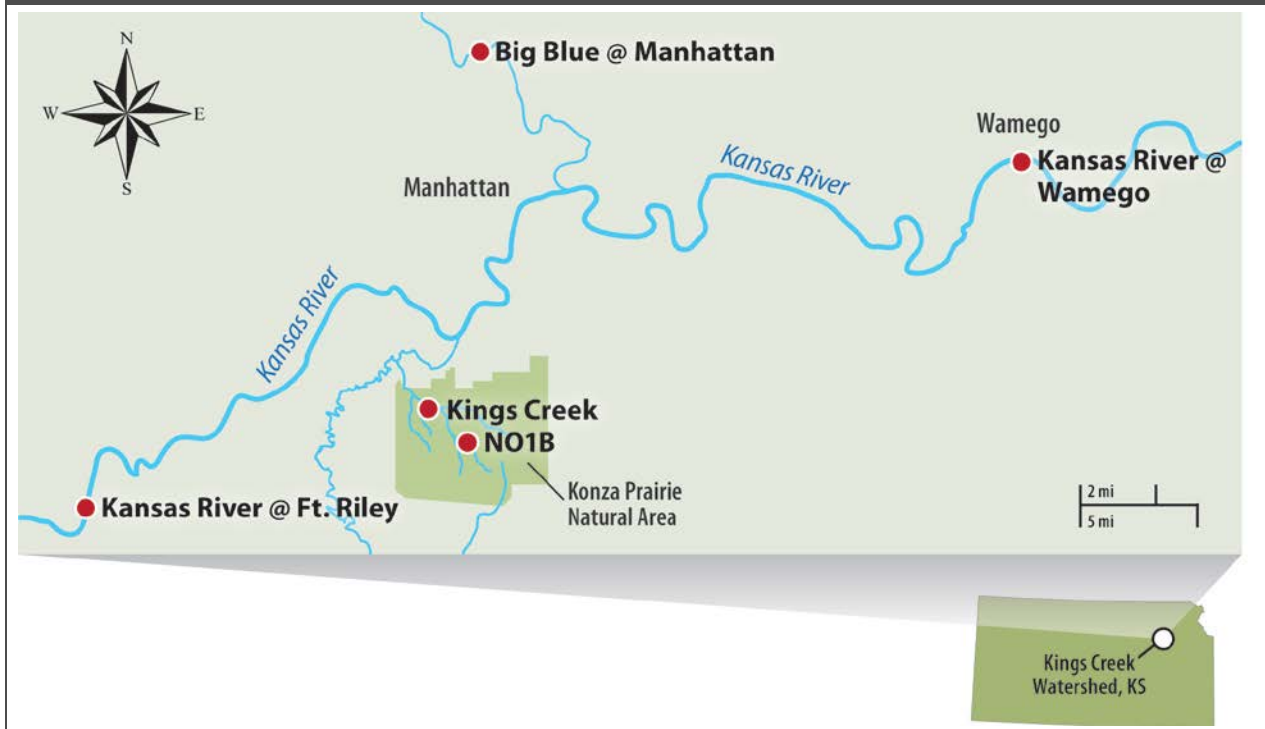 N
W
E
S
Big Blue @ Manhattan
Wamego
Kansas River @
Wamego
Kansas River
Manhattan
Kansas River
Kings Creek
NO1B
Konza Prairie
Natural Area
Kansas River @ Ft. Riley
2 mi
5 mi
Kings Creek
Watershed, KS